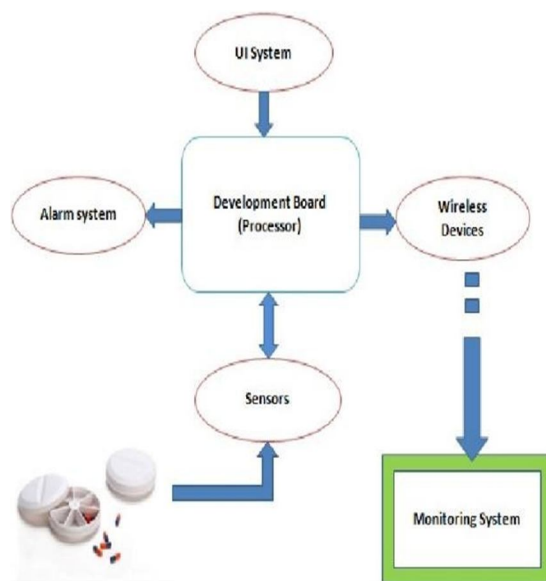 UI System
Alarm system
Development Board
(Processor)
Wireless
Devices
Sensors
Monitoring System